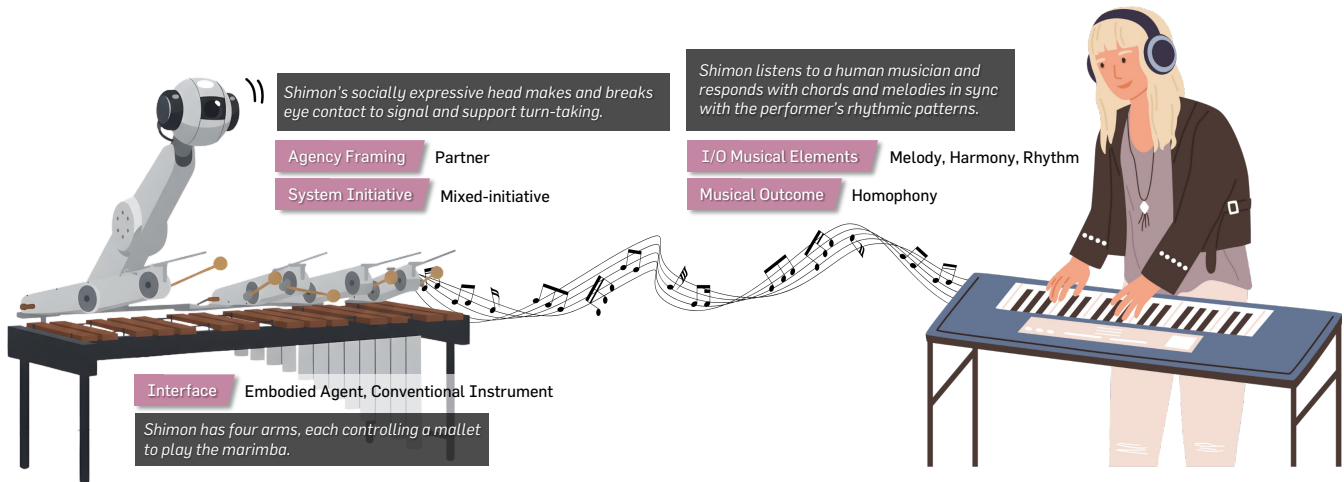 Shimon's socially expressive head makes and breaks
eye contact to signal and support turn-taking.
Agency Framing Partner
System Initiative Mixed-initiative
Shimon listens to a human musician and
responds with chords and melodies in sync
with the performer's rhythmic patterns.
I/O Musical Elements Melody, Harmony, Rhythm
Musical Outcome Homophony
Interface Embodied Agent, Conventional Instrument
Shimon has four arms, each controlling a mallet
to play the marimba.